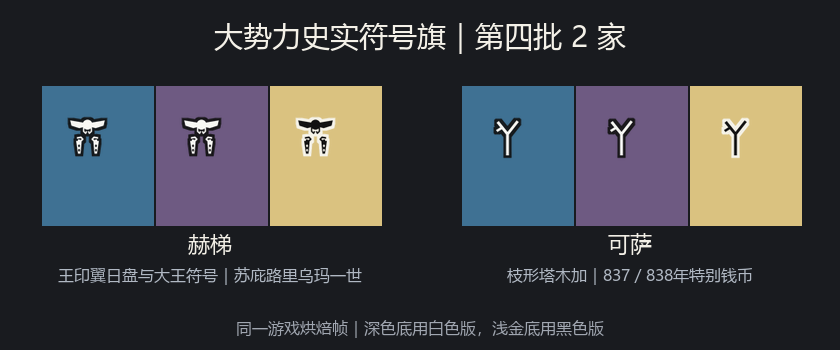 大势力史实符号旗｜第四批 2 家
赫梯
可萨
王印翼日盘与大王符号｜苏庇路里乌玛一世
枝形塔木加｜837 / 838年特别钱币
同一游戏烘焙帧｜深色底用白色版，浅金底用黑色版